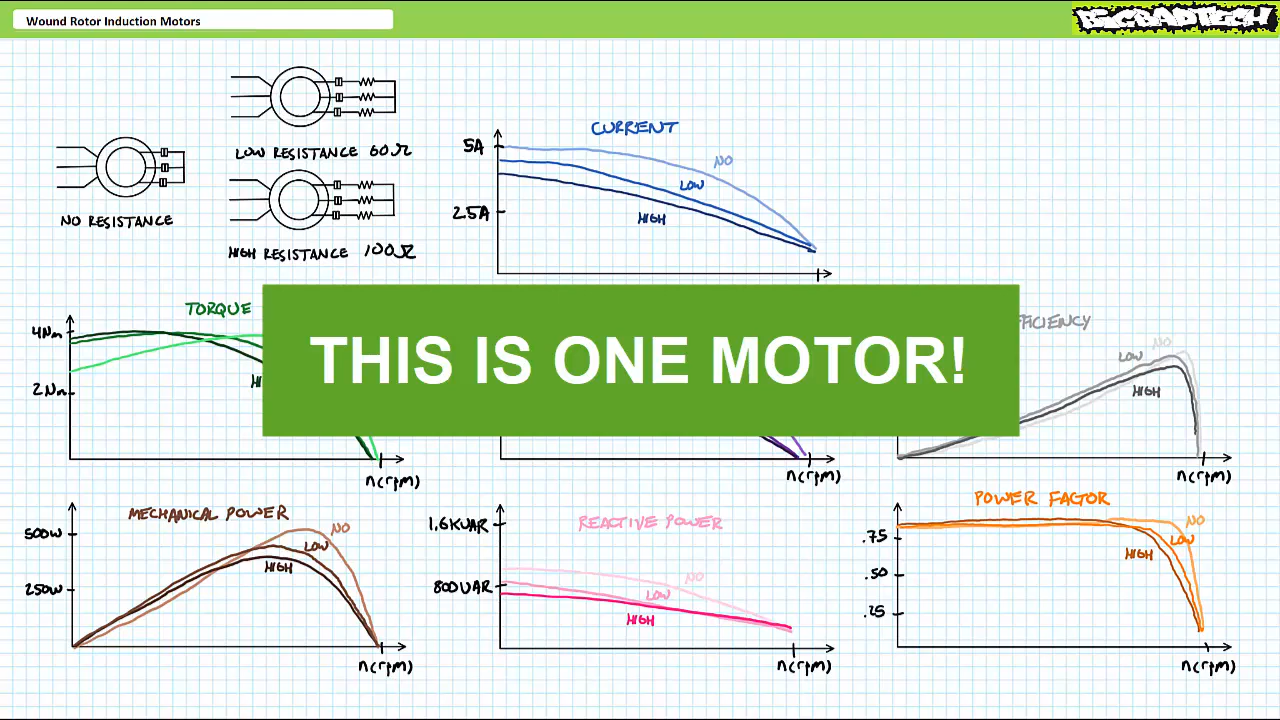 Wound Rotor Induction Motors
BIGBADTECH
LOW RESISTANCE 60Ω
NO RESISTANCE
HIGH RESISTANCE 100Ω
CURRENT
5A
2.5A
NO
LOW
HIGH
TORQUE
4Nm
2Nm
n(rpm)
THIS IS ONE MOTOR!
n(rpm)
LOW
NO
HIGH
n(rpm)
MECHANICAL POWER
500W
250W
NO
LOW
HIGH
n(rpm)
REACTIVE POWER
1.6KVAR
800VAR
NO
LOW
HIGH
n(rpm)
POWER FACTOR
.75
.50
.25
NO
LOW
HIGH
n(rpm)